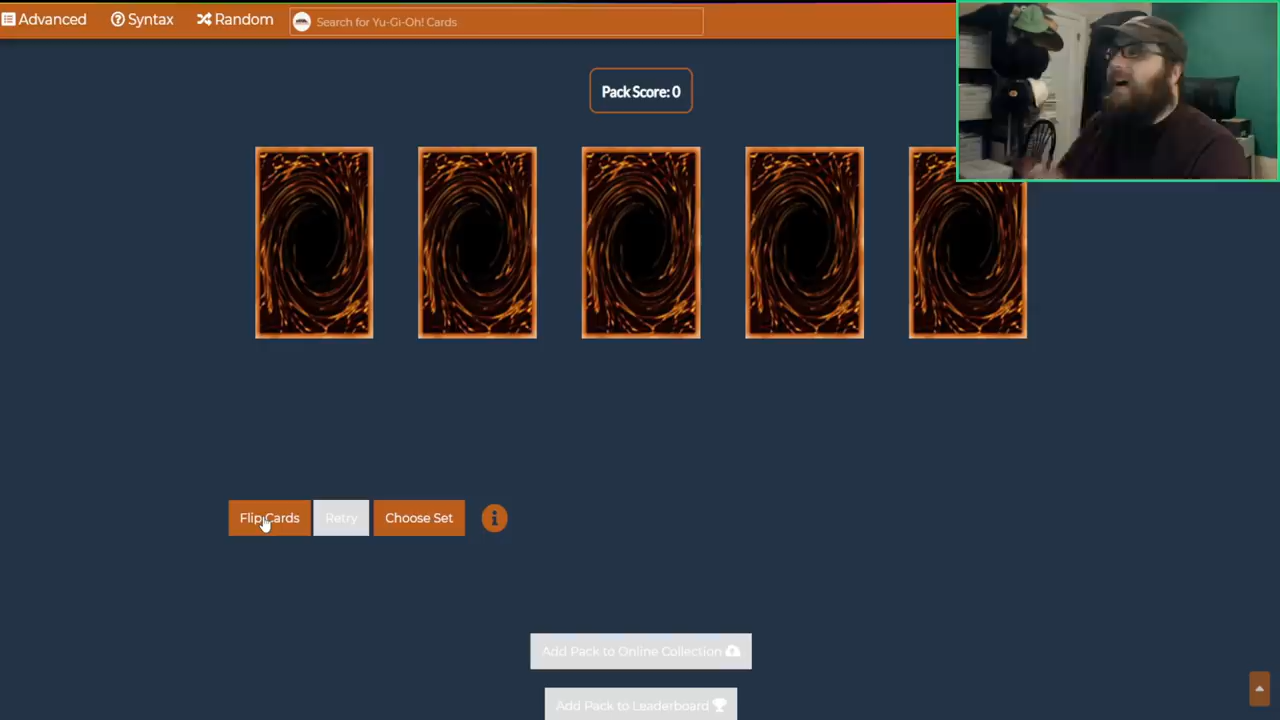 Advanced
Syntax
Random
Search for Yu-Gi-Oh! Cards
Pack Score: 0
Flip Cards
Retry
Choose Set
Add Pack to Online Collection
Add Pack to Leaderboard